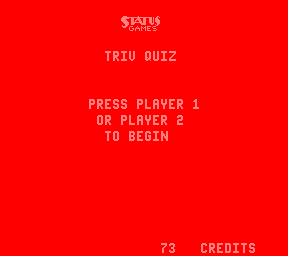 STATUS
GAMES
TRIV QUIZ
PRESS PLAYER 1
OR PLAYER 2
TO BEGIN
73 CREDITS